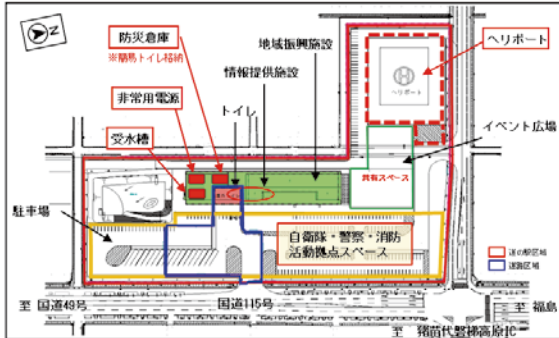 N
防災倉庫
※簡易トイレ格納
非常用電源
受水槽
トイレ
情報提供施設
地域振興施設
ヘリポート
H
ヘリポート
イベント広場
共有スペース
駐車場
自衛隊・警察・消防
活動拠点スペース
道の駅区域
道路区域
至 国道49号
国道115号
至 福島
至 猪苗代磐梯高原IC